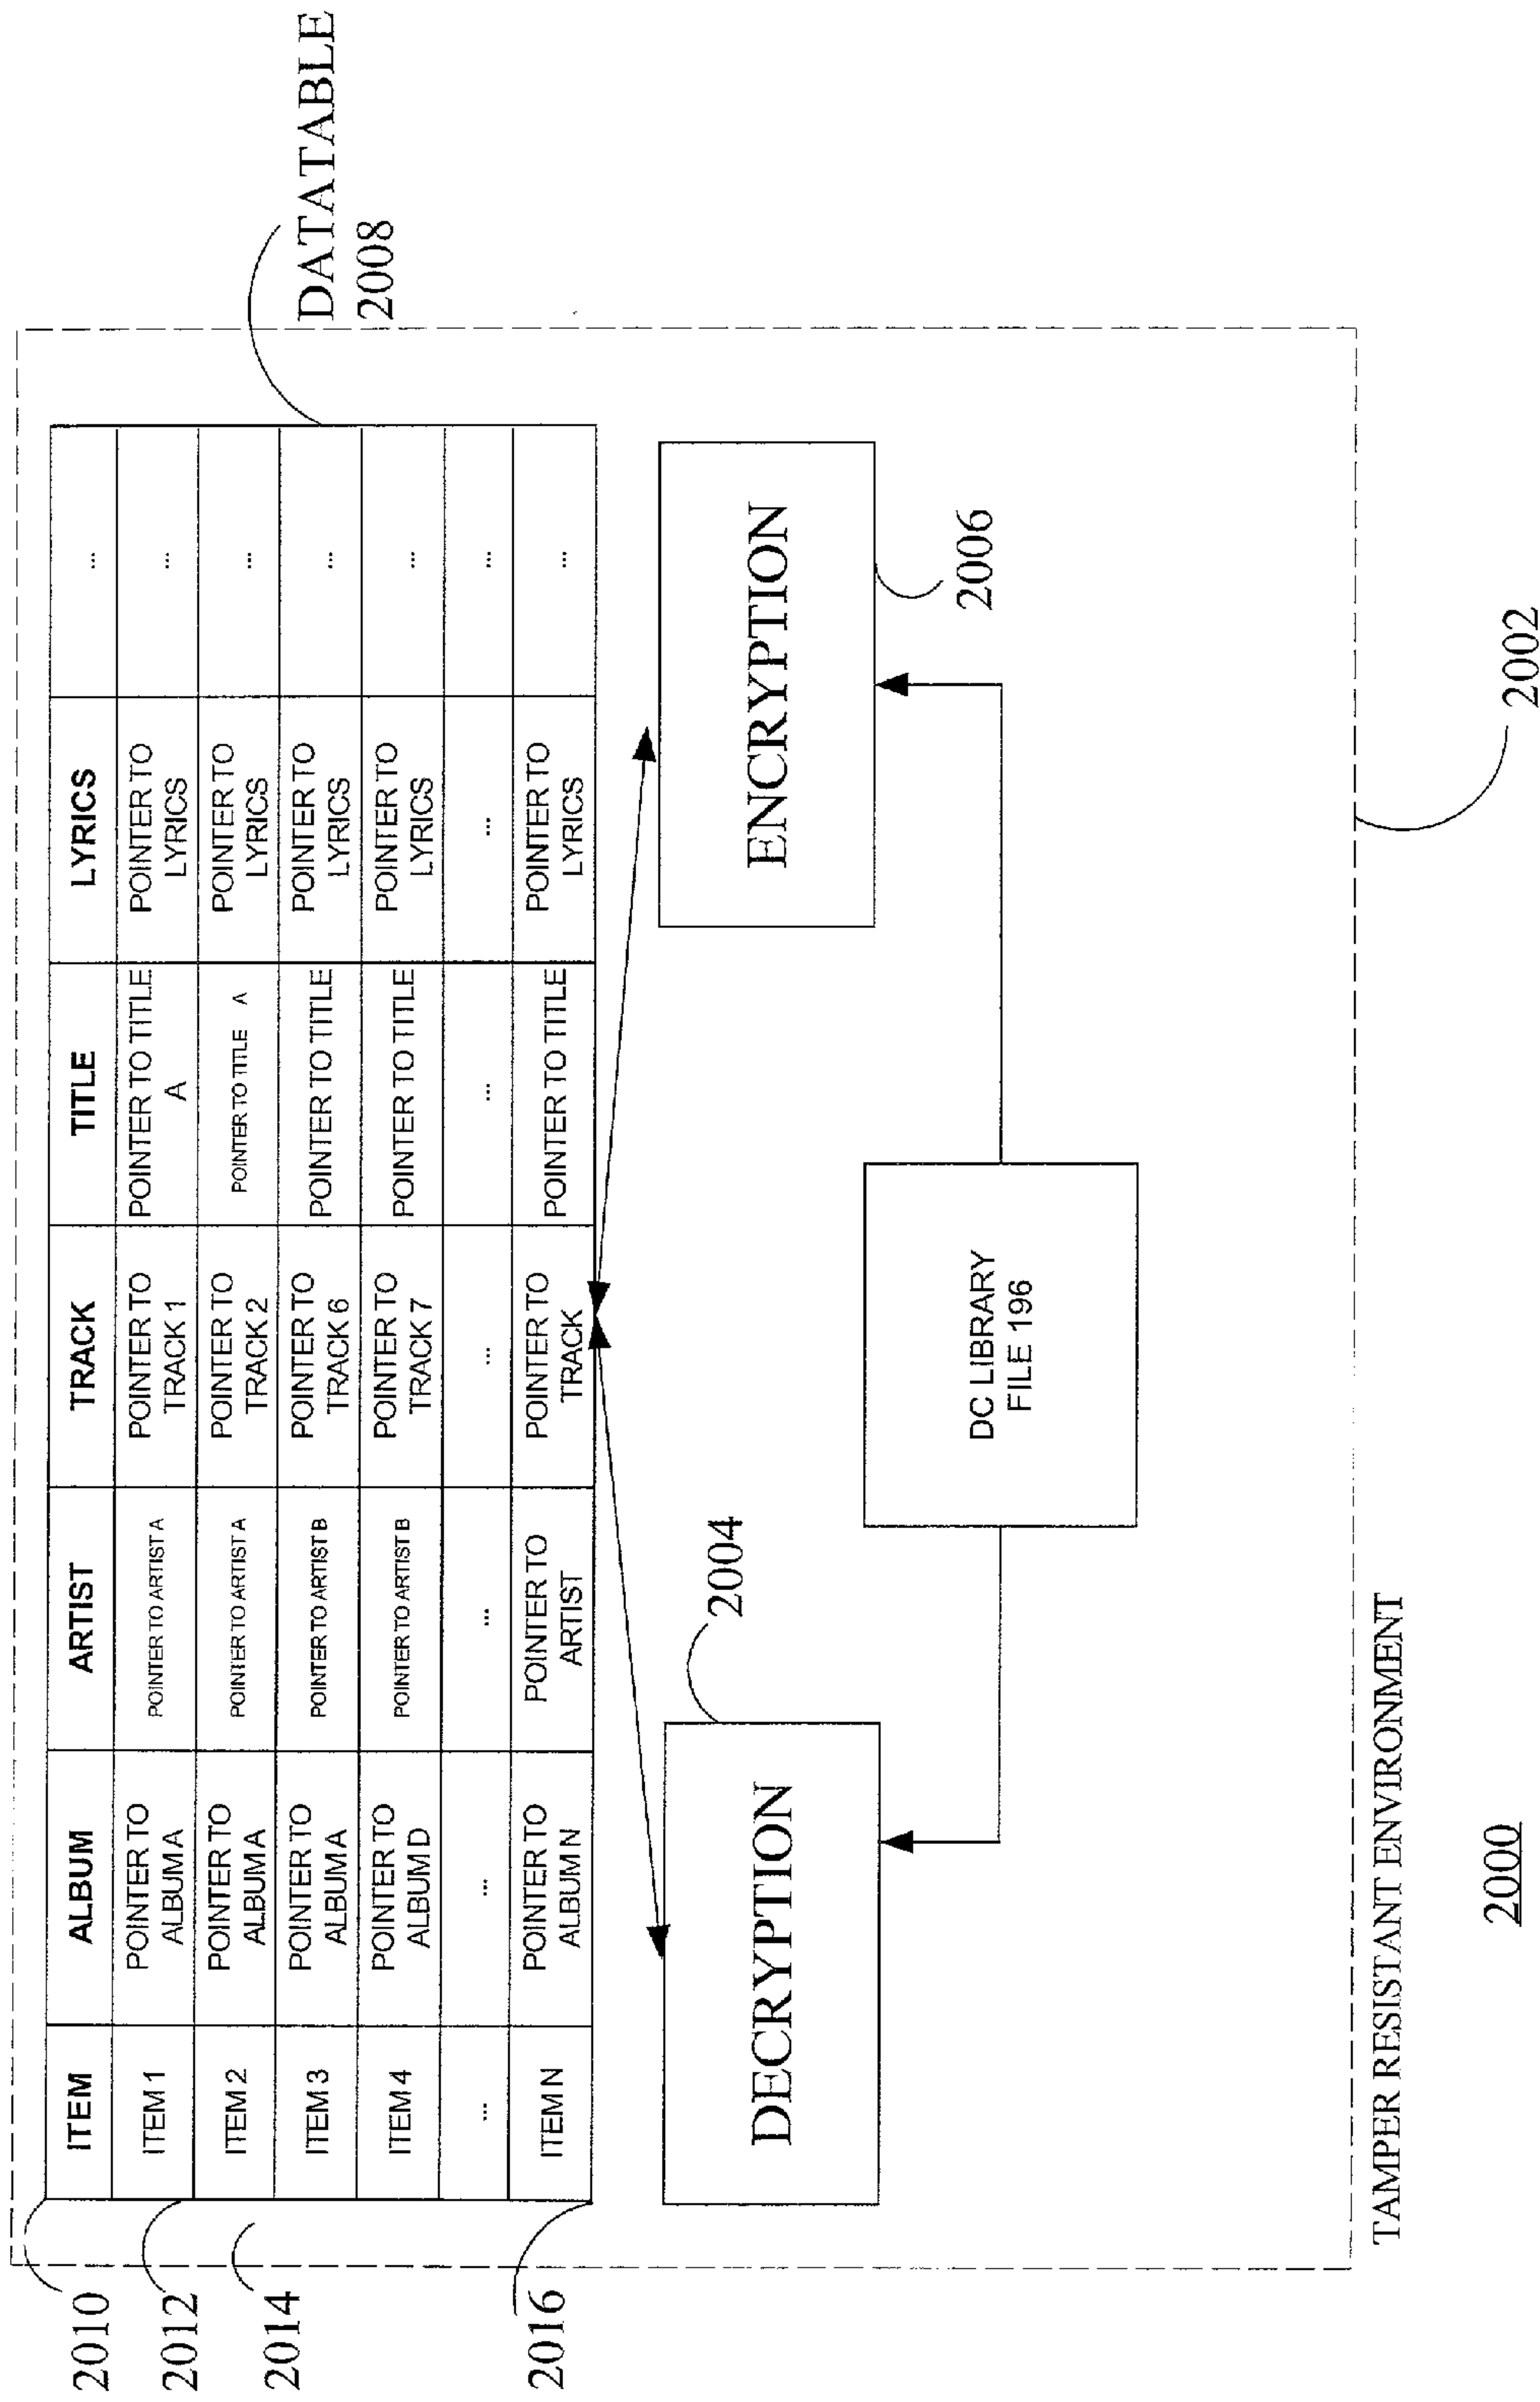 2010
2012
2014
2016
ITEM ALBUM ARTIST TRACK TITLE LYRICS ...
ITEM 1 POINTER TO ALBUM A POINTER TO ARTIST A POINTER TO TRACK 1 POINTER TO TITLE A POINTER TO LYRICS ...
ITEM 2 POINTER TO ALBUM A POINTER TO ARTIST A POINTER TO TRACK 2 POINTER TO TITLE A POINTER TO LYRICS ...
ITEM 3 POINTER TO ALBUM A POINTER TO ARTIST B POINTER TO TRACK 6 POINTER TO TITLE POINTER TO LYRICS ...
ITEM 4 POINTER TO ALBUM D POINTER TO ARTIST B POINTER TO TRACK 7 POINTER TO TITLE POINTER TO LYRICS ...
... ... ... ... ... ... ...
ITEM N POINTER TO ALBUM N POINTER TO ARTIST POINTER TO TRACK POINTER TO TITLE POINTER TO LYRICS ...
DATATABLE
2008
DECRYPTION
2004
ENCRYPTION
2006
DC LIBRARY
FILE 196
TAMPER RESISTANT ENVIRONMENT
2002
2000